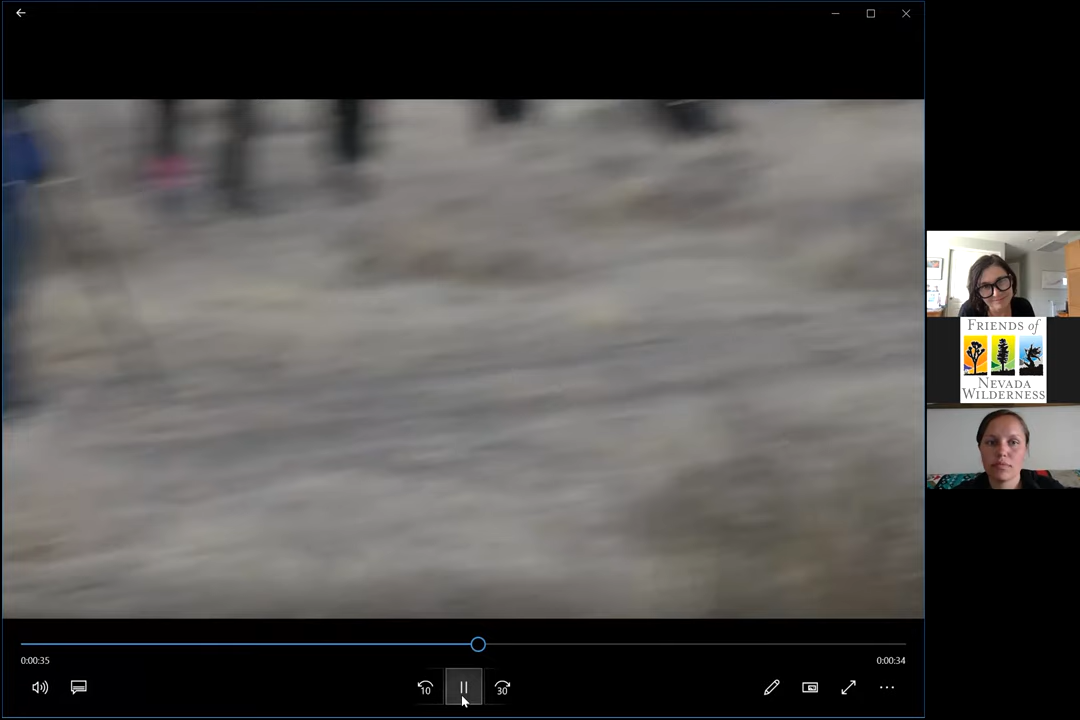 FRIENDS of
NEVADA
WILDERNESS
0:00:35
0:00:34
10
30